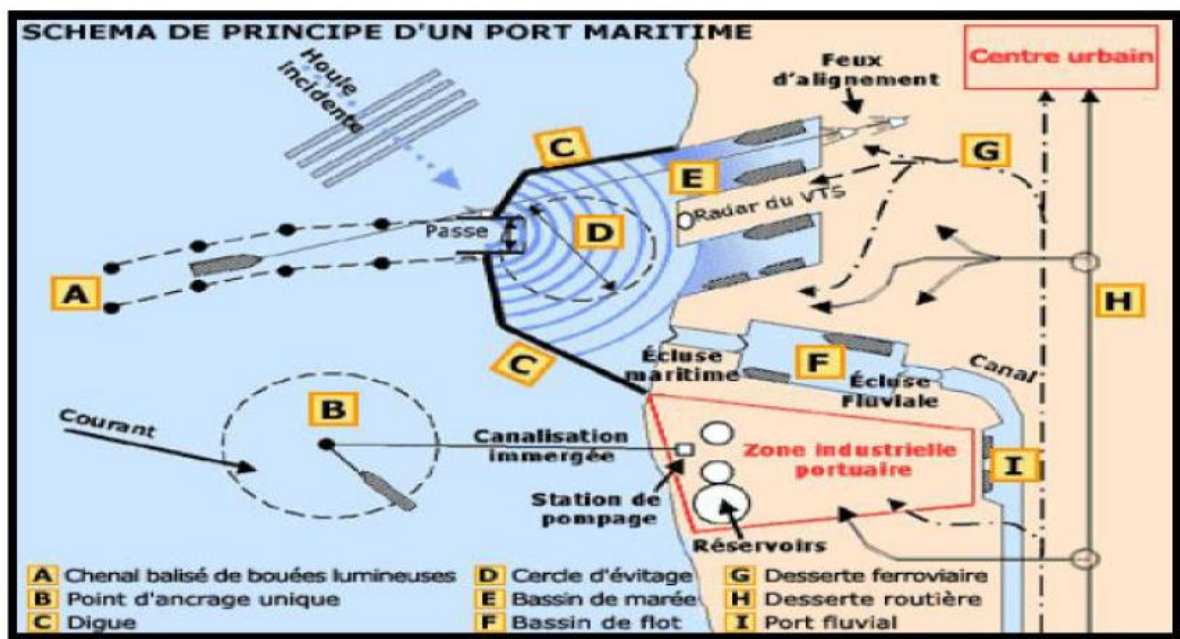 SCHEMA DE PRINCIPE D'UN PORT MARITIME
Houle
incidente
Feux
d'alignement
Centre urbain
C
G
E
Radar du VTS
Passe
D
A
H
C
Écluse
maritime
F
Écluse
Fluviale
Canal
B
Courant
Canalisation
immergée
Zone industrielle
portuaire
I
Station de
pompage
Réservoirs
A Chenal balisé de bouées lumineuses
B Point d'ancrage unique
C Digue
D Cercle d'évitage
E Bassin de marée
F Bassin de flot
G Desserte ferroviaire
H Desserte routière
I Port fluvial